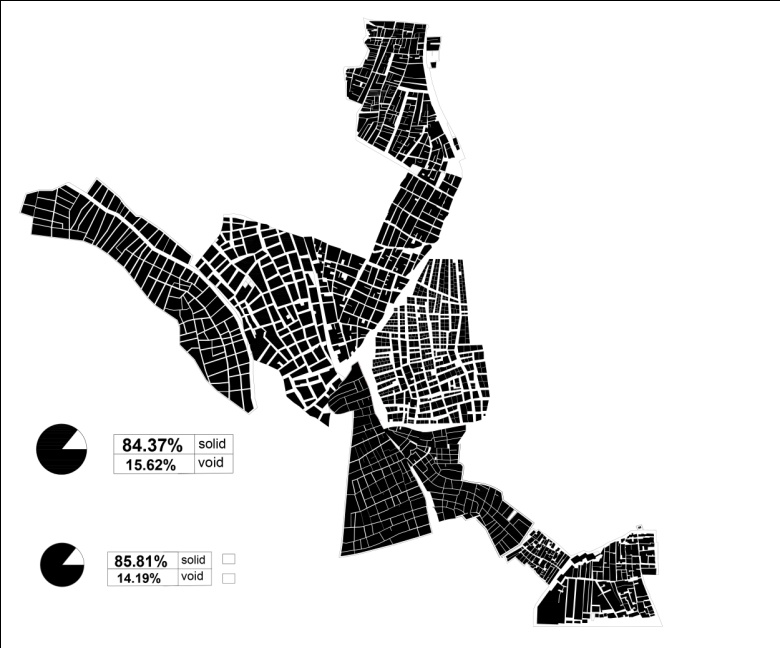 84.37% solid
15.62% void
85.81% solid
14.19% void